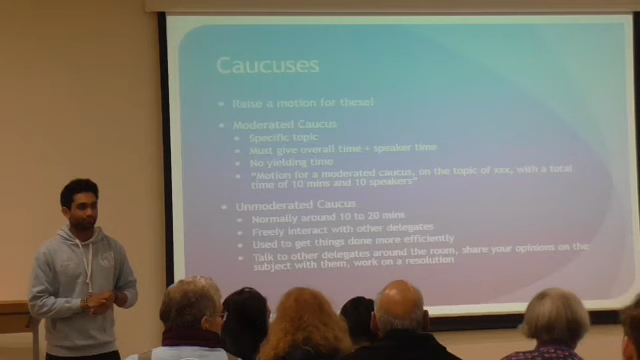 Caucuses
Raise a motion for these!
Moderated Caucus
Specific topic
Must give overall time + speaker time
No yielding time
"Motion for a moderated caucus, on the topic of xxx, with a total
time of 10 mins and 10 speakers"
Unmoderated Caucus
Normally around 10 to 20 mins
Freely interact with other delegates
Used to get things done more efficiently
Talk to other delegates around the room, share your opinions on the
subject with them, work on a resolution